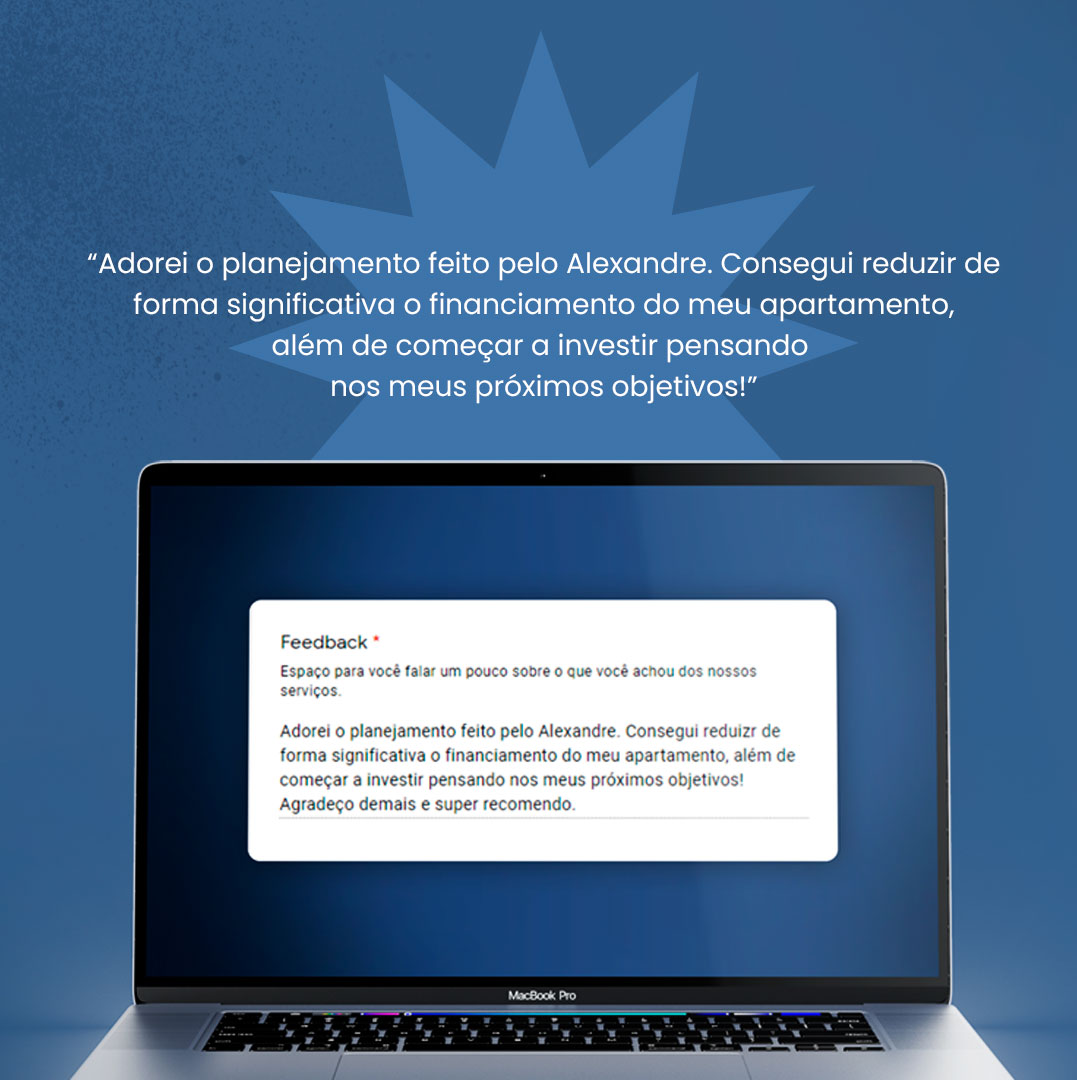 “Adorei o planejamento feito pelo Alexandre. Consegui reduzir de
forma significativa o financiamento do meu apartamento,
além de começar a investir pensando
nos meus próximos objetivos!”
Feedback *
Espaço para você falar um pouco sobre o que você achou dos nossos
serviços.
Adorei o planejamento feito pelo Alexandre. Consegui reduizr de
forma significativa o financiamento do meu apartamento, além de
começar a investir pensando nos meus próximos objetivos!
Agradeço demais e super recomendo.
MacBook Pro